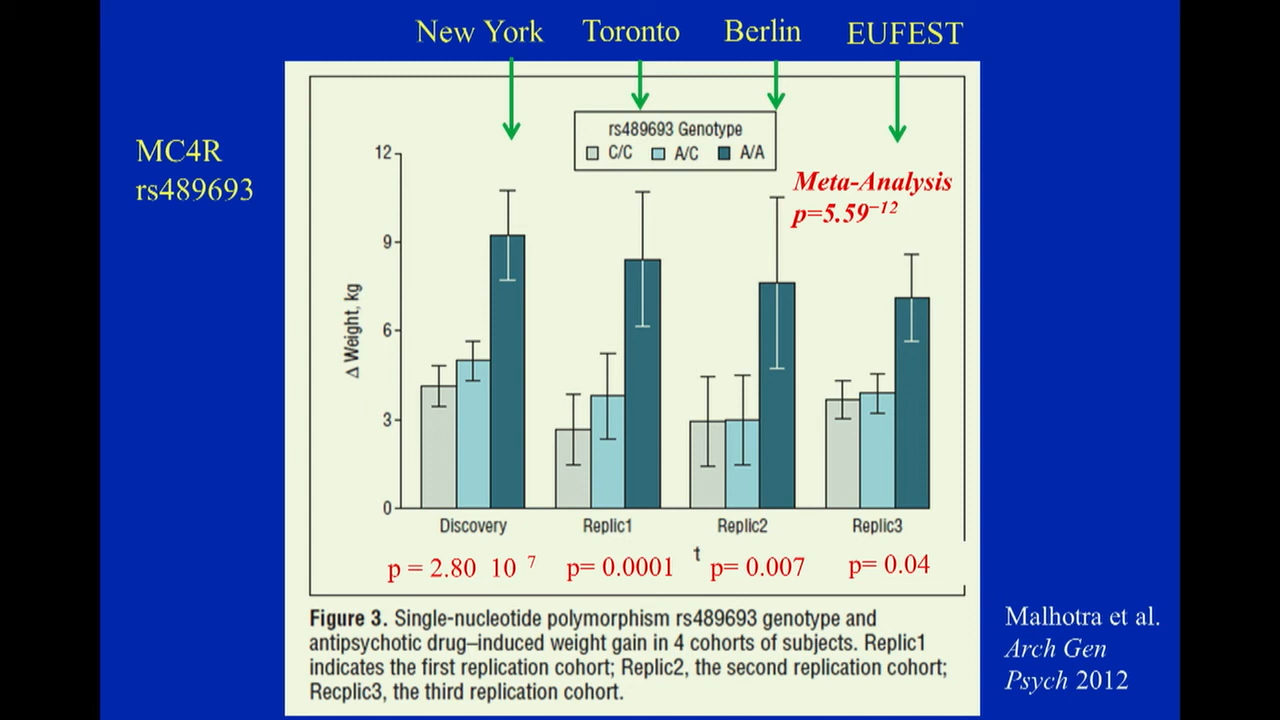 New York Toronto Berlin EUFEST
MC4R
rs489693
rs489693 Genotype
C/C A/C A/A
Meta-Analysis
p=5.59⁻¹²
Δ Weight, kg
12
9
6
3
0
Discovery Replic1 Replic2 Replic3
t
p = 2.80 10 ⁷ p= 0.0001 p= 0.007 p= 0.04
Figure 3. Single-nucleotide polymorphism rs489693 genotype and
antipsychotic drug–induced weight gain in 4 cohorts of subjects. Replic1
indicates the first replication cohort; Replic2, the second replication cohort;
Recplic3, the third replication cohort.
Malhotra et al.
Arch Gen
Psych 2012